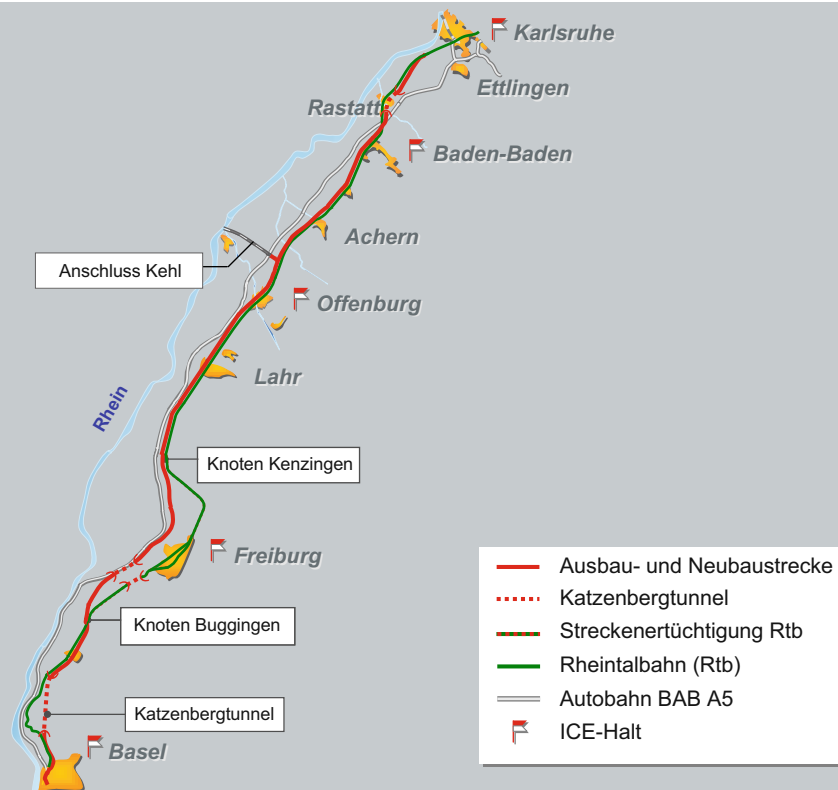 Karlsruhe
Ettlingen
Rastatt
Baden-Baden
Achern
Anschluss Kehl
Offenburg
Lahr
Rhein
Knoten Kenzingen
Freiburg
Knoten Buggingen
Katzenbergtunnel
Basel
Ausbau- und Neubaustrecke
Katzenbergtunnel
Streckenertüchtigung Rtb
Rheintalbahn (Rtb)
Autobahn BAB A5
ICE-Halt